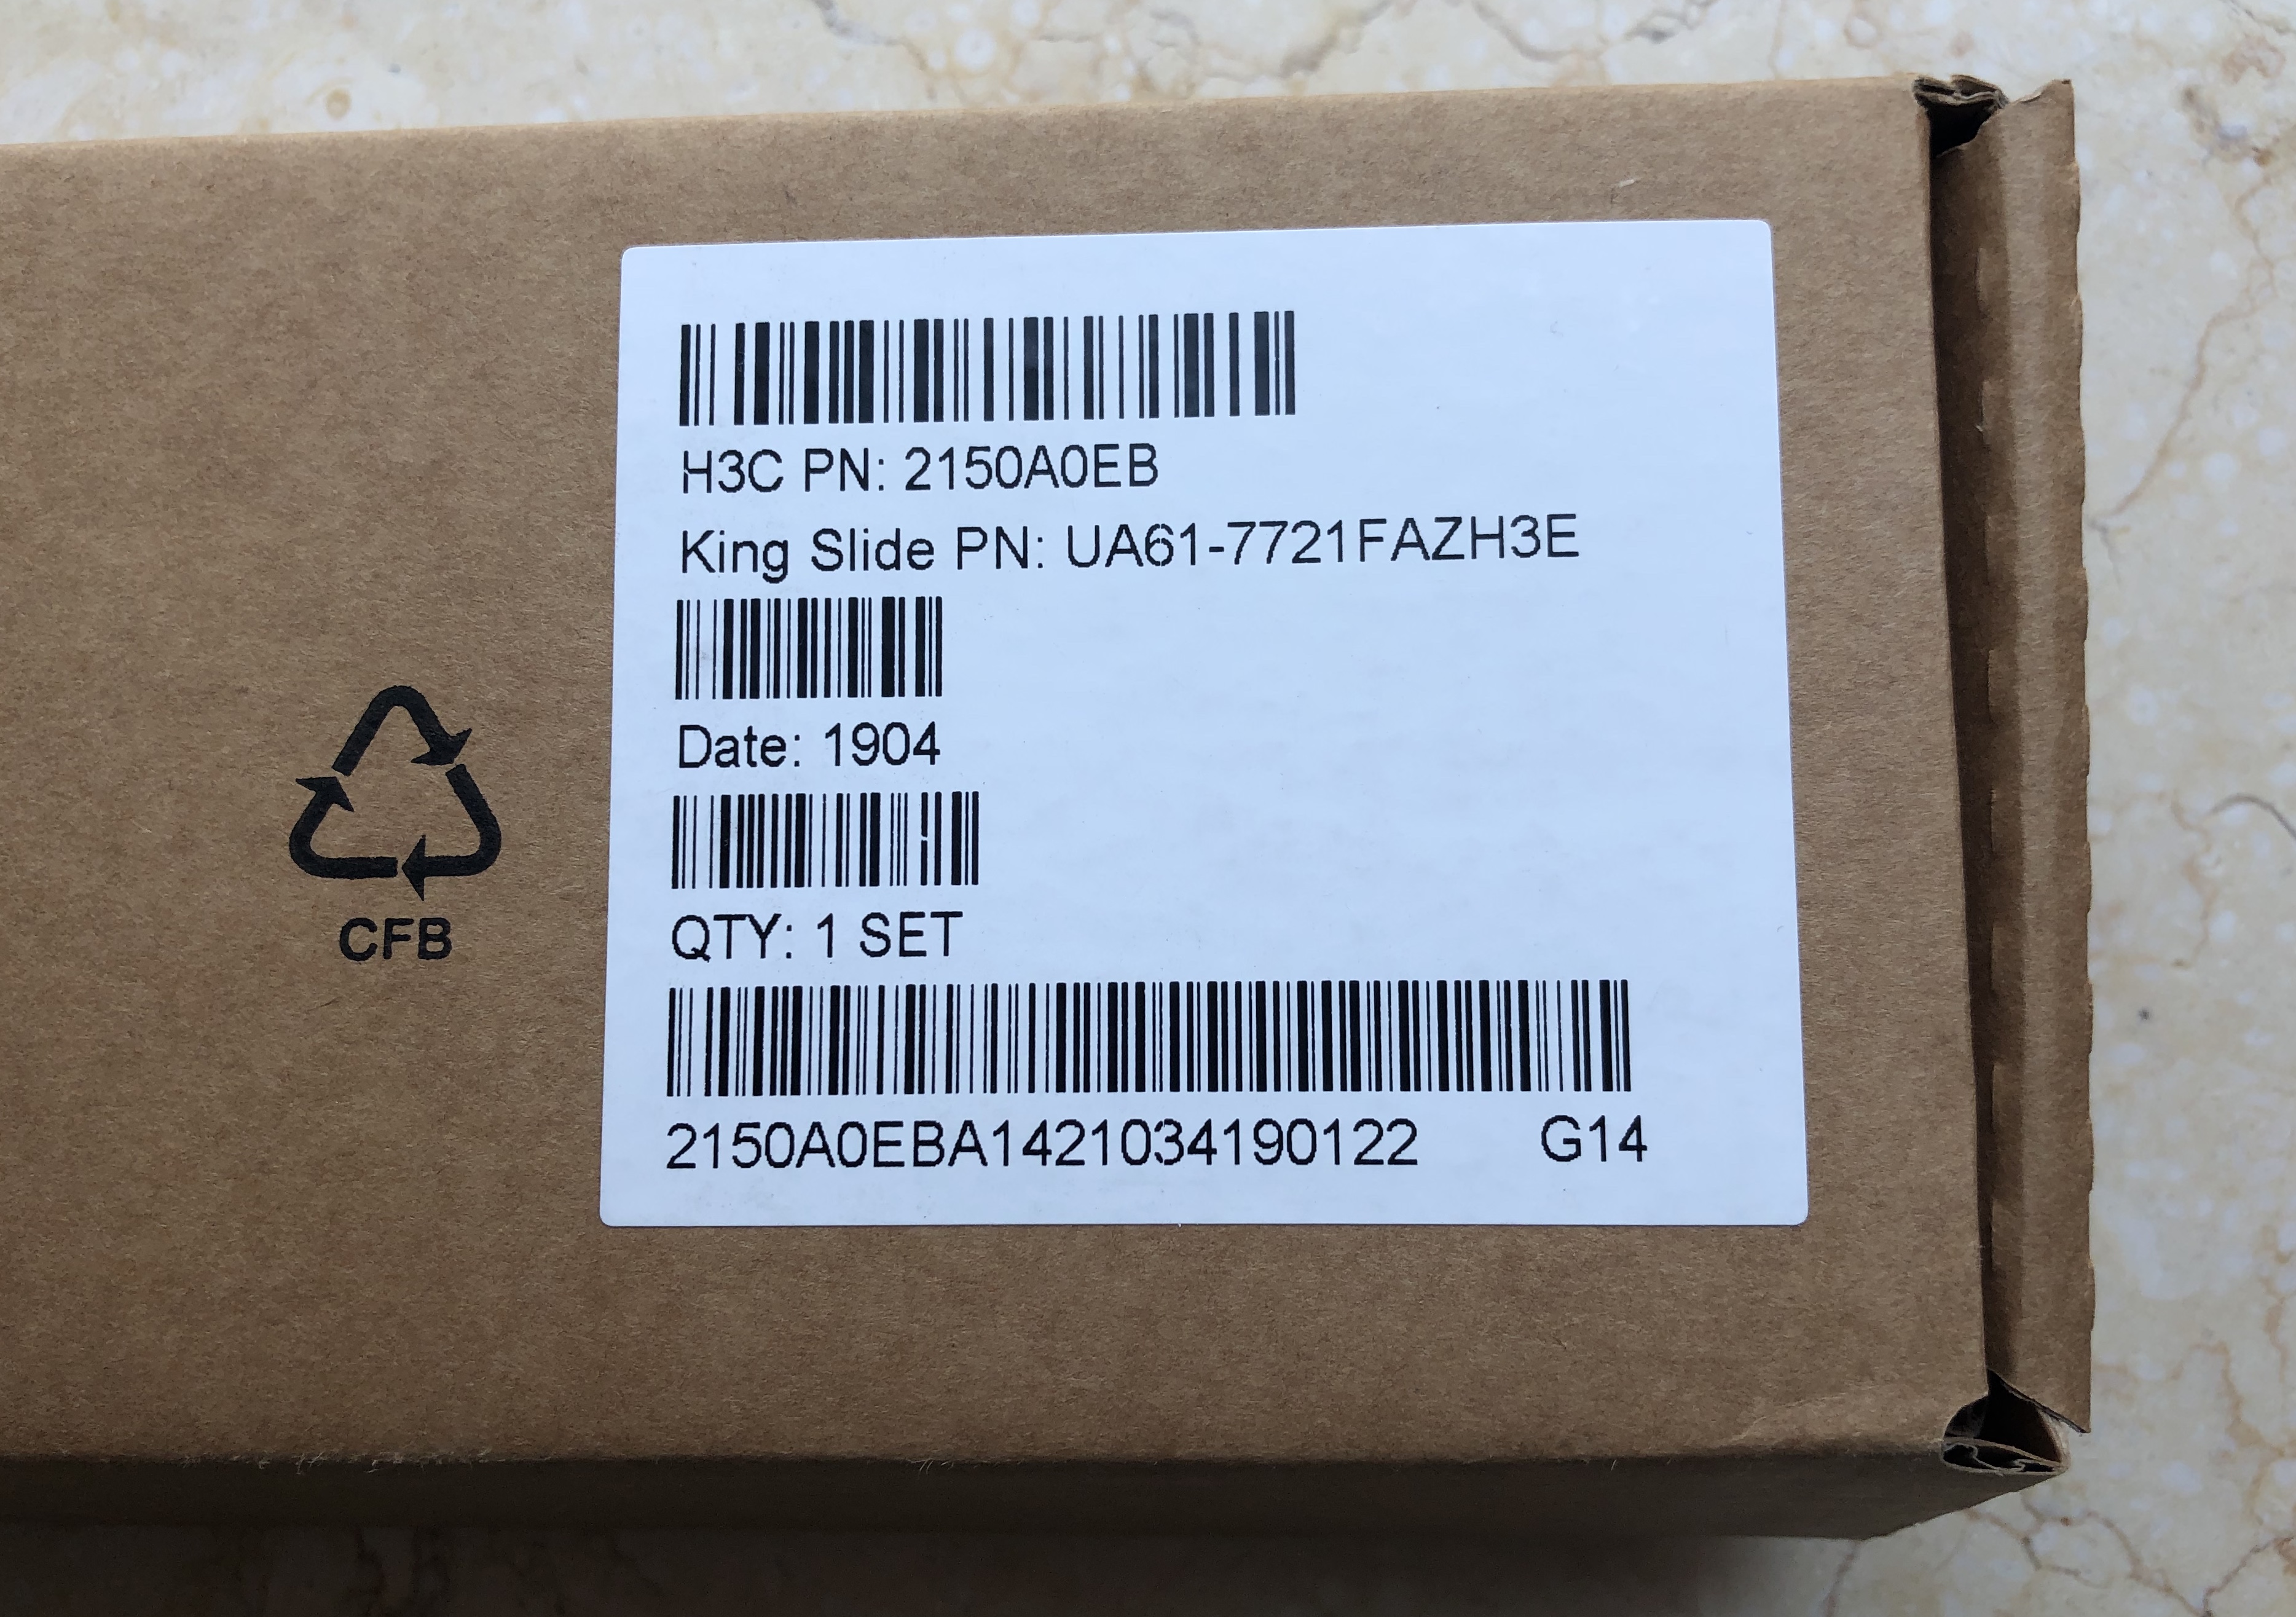 H3C PN: 2150A0EB
King Slide PN: UA61-7721FAZH3E
Date: 1904
QTY: 1 SET
2150A0EBA1421034190122 G14
CFB